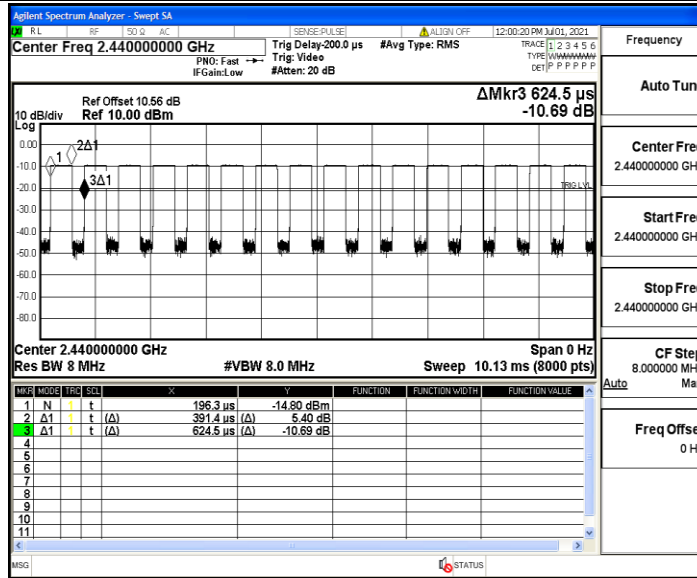 Agilent Spectrum Analyzer - Swept SA
RL RF 50 Ω AC SENSE:PULSE ALIGN OFF 12:00:20 PM Jul 01, 2021
Center Freq 2.440000000 GHz
PNO: Fast
IFGain:Low
Trig Delay-200.0 µs
Trig: Video
#Atten: 20 dB
#Avg Type: RMS
TRACE 1 2 3 4 5 6
TYPE WWWWWW
DET P P P P P P
ΔMkr3 624.5 µs
-10.69 dB
Ref Offset 10.56 dB
10 dB/div Ref 10.00 dBm
Log
0.00
-10.0
-20.0
-30.0
-40.0
-50.0
-60.0
-70.0
-80.0
1
2Δ1
3Δ1
TRIG LVL
Center 2.440000000 GHz Span 0 Hz
Res BW 8 MHz #VBW 8.0 MHz Sweep 10.13 ms (8000 pts)
MKR MODE TRC SCL X Y FUNCTION FUNCTION WIDTH FUNCTION VALUE
1 N 1 t 196.3 µs -14.80 dBm
2 Δ1 1 t (Δ) 391.4 µs (Δ) 5.40 dB
3 Δ1 1 t (Δ) 624.5 µs (Δ) -10.69 dB
4
5
6
7
8
9
10
11
MSG STATUS
Frequency
Auto Tun
Center Fre
2.440000000 GH
Start Fre
2.440000000 GH
Stop Fre
2.440000000 GH
CF Ste
8.000000 MH
Auto Ma
Freq Offse
0 H